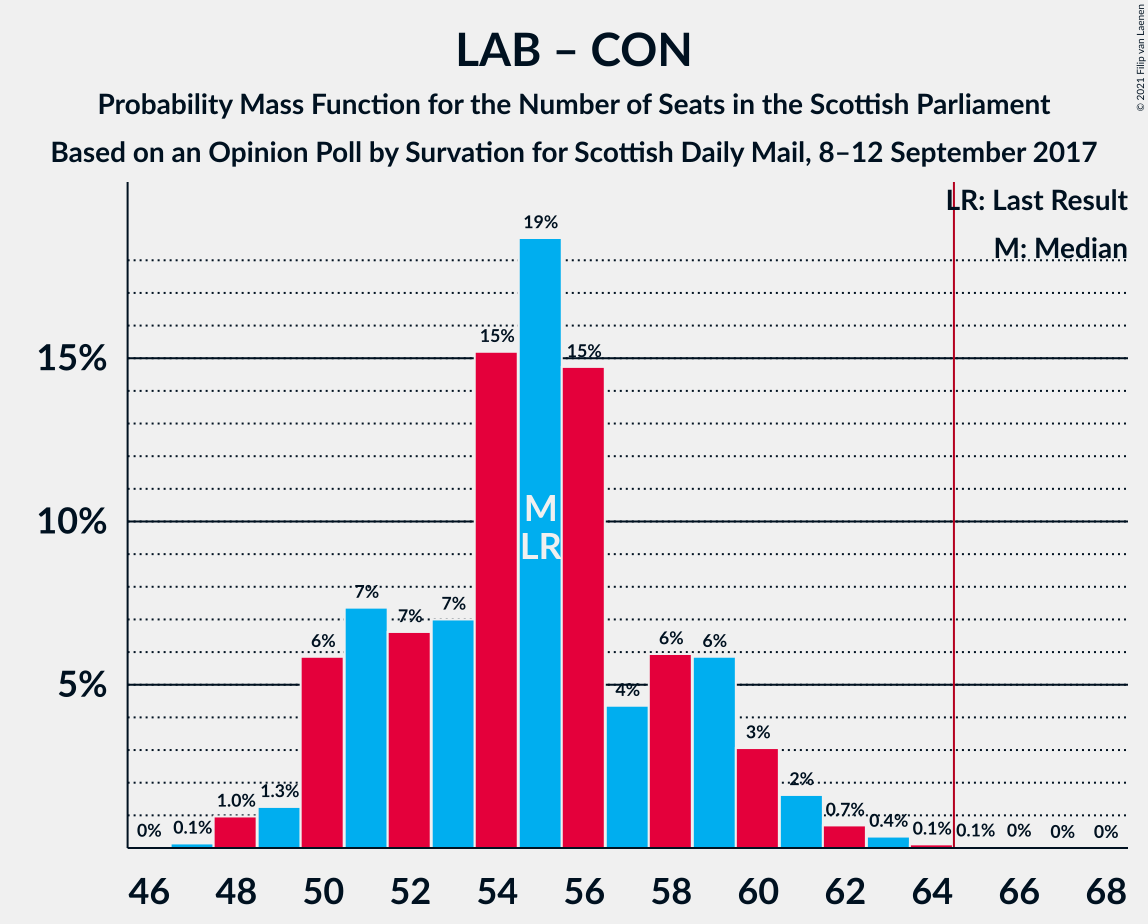 LAB – CON
Probability Mass Function for the Number of Seats in the Scottish Parliament
Based on an Opinion Poll by Survation for Scottish Daily Mail, 8–12 September 2017
© 2021 Filip van Laenen
LR: Last Result
M: Median
15%
10%
5%
0%
0.1%
1.0%
1.3%
6%
7%
7%
7%
15%
19%
15%
4%
6%
6%
3%
2%
0.7%
0.4%
0.1%
0.1%
0%
0%
0%
M
LR
46 48 50 52 54 56 58 60 62 64 66 68